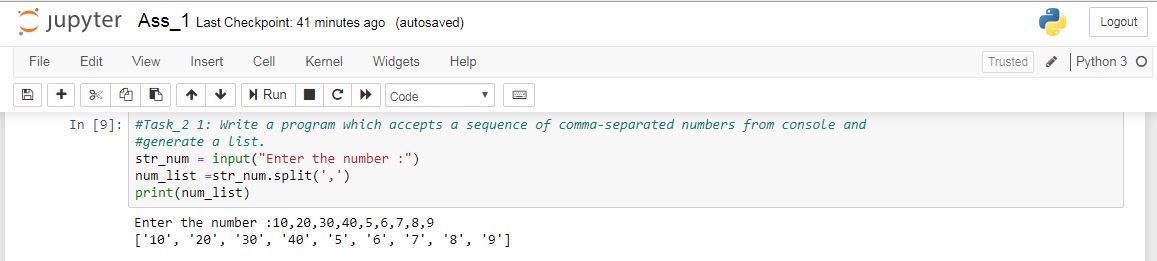 jupyter Ass_1 Last Checkpoint: 41 minutes ago (autosaved) Logout
File Edit View Insert Cell Kernel Widgets Help Trusted Python 3
Run Code
In [9]: #Task_2 1: Write a program which accepts a sequence of comma-separated numbers from console and
#generate a list.
str_num = input("Enter the number :")
num_list =str_num.split(',')
print(num_list)
Enter the number :10,20,30,40,5,6,7,8,9
['10', '20', '30', '40', '5', '6', '7', '8', '9']